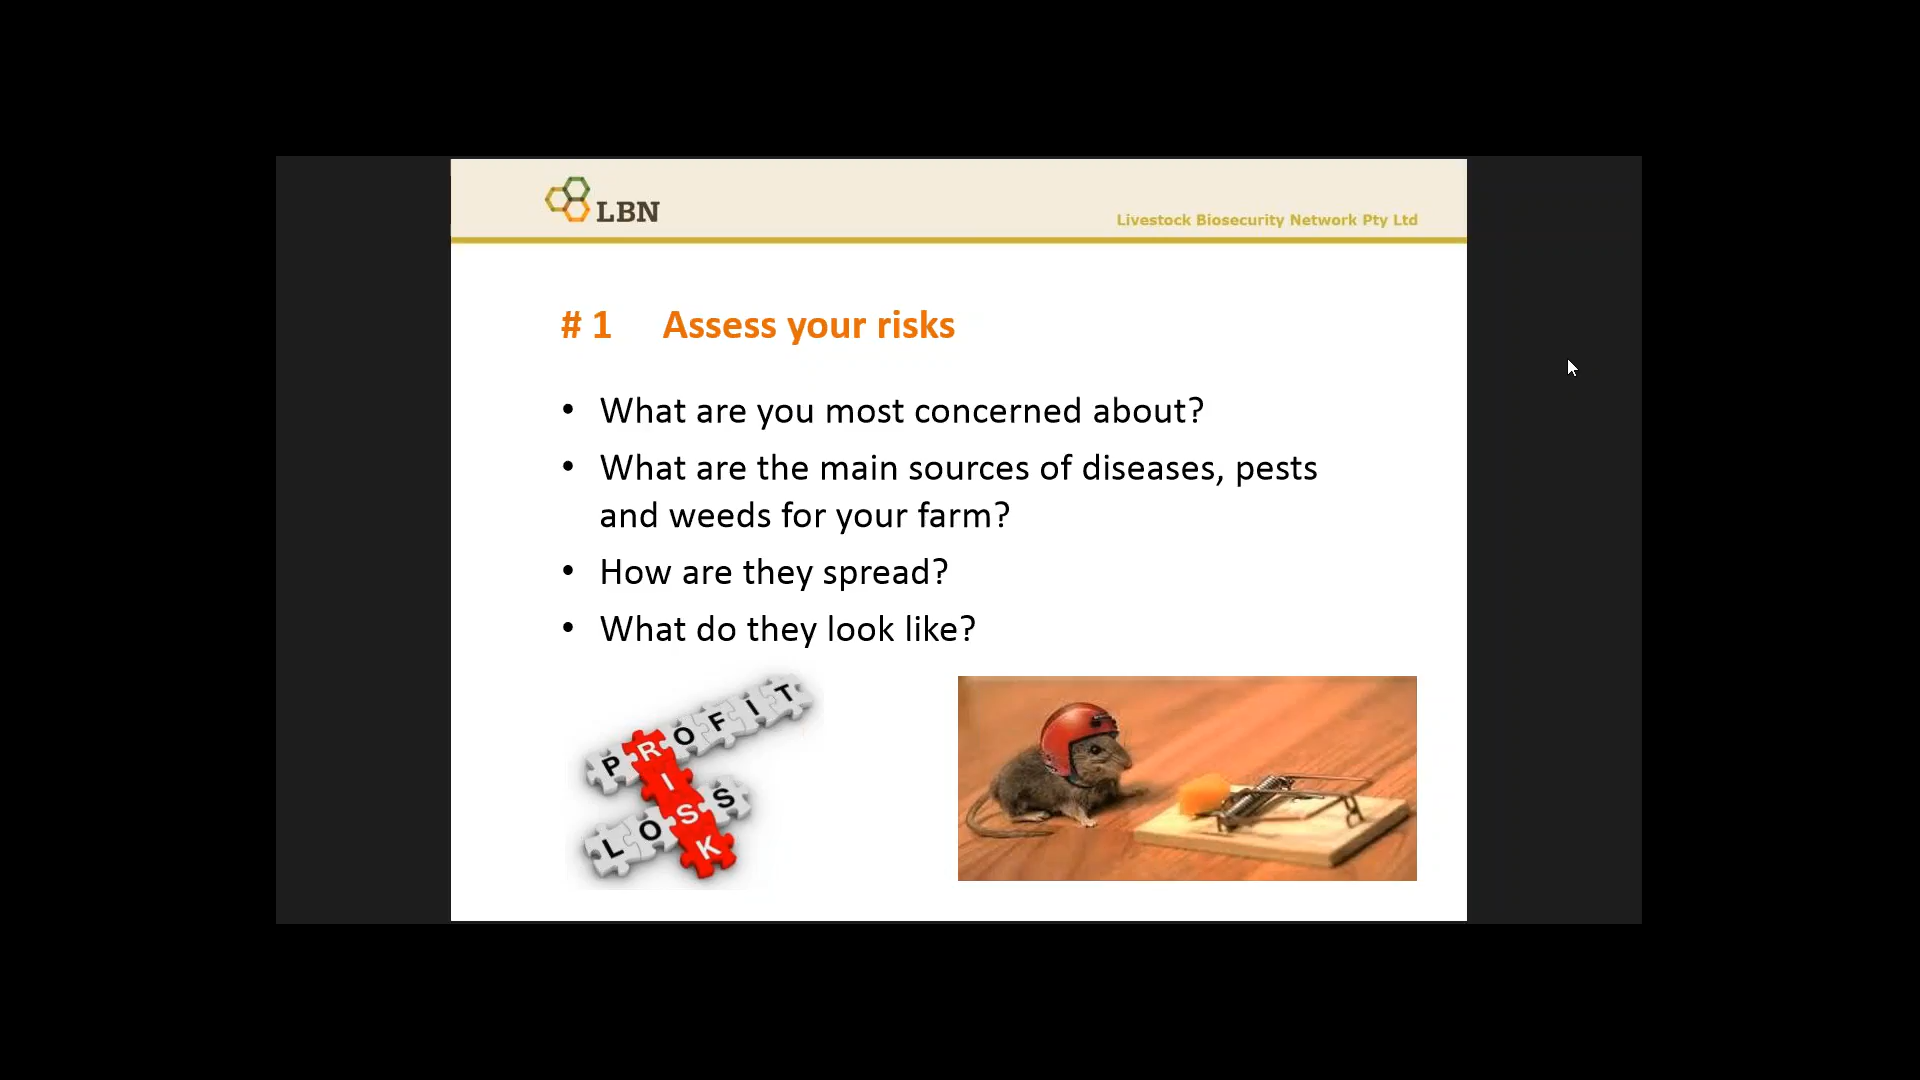 LBN
Livestock Biosecurity Network Pty Ltd
# 1 Assess your risks
• What are you most concerned about?
• What are the main sources of diseases, pests
and weeds for your farm?
• How are they spread?
• What do they look like?
PROFIT
RISK
LOSS